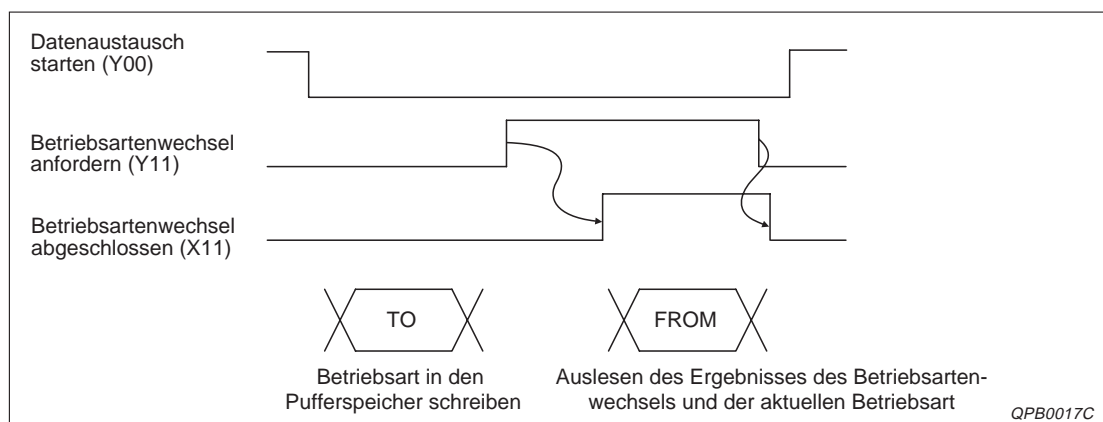 Datenaustausch
starten (Y00)
Betriebsartenwechsel
anfordern (Y11)
Betriebsartenwechsel
abgeschlossen (X11)
TO
FROM
Betriebsart in den
Pufferspeicher schreiben
Auslesen des Ergebnisses des Betriebsarten-
wechsels und der aktuellen Betriebsart
QPB0017C